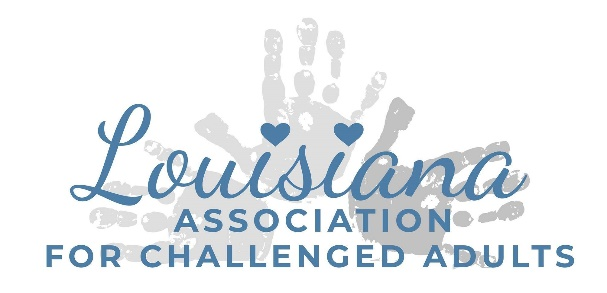 Louisiana
ASSOCIATION
FOR CHALLENGED ADULTS